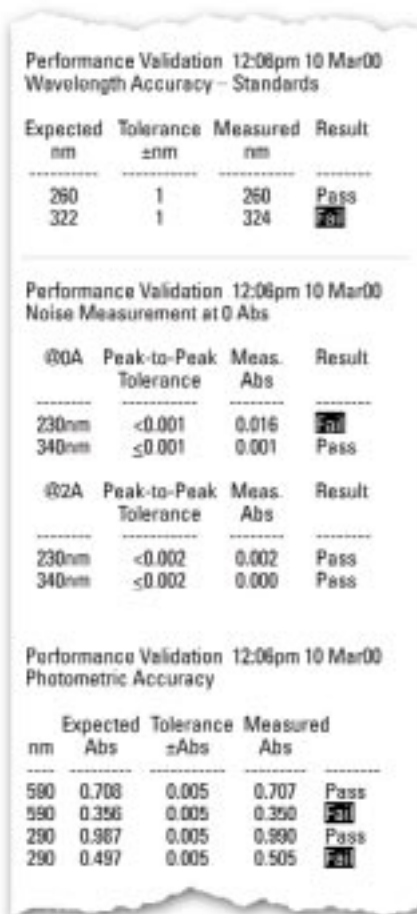 Performance Validation 12:06pm 10 Mar00
Wavelength Accuracy – Standards
Expected Tolerance Measured Result
nm ±nm nm
----------- ----------- ----------- ---------
260 1 260 Pass
322 1 324 Fail
Performance Validation 12:06pm 10 Mar00
Noise Measurement at 0 Abs
@0A Peak-to-Peak Meas. Result
Tolerance Abs
--------- ------------- --------- ---------
230nm <0.001 0.016 Fail
340nm ≤0.001 0.001 Pass
@2A Peak-to-Peak Meas. Result
Tolerance Abs
--------- ------------- --------- ---------
230nm <0.002 0.002 Pass
340nm ≤0.002 0.000 Pass
Performance Validation 12:06pm 10 Mar00
Photometric Accuracy
Expected Tolerance Measured
nm Abs ±Abs Abs
---- ---------- ----------- ----------- ---------
590 0.708 0.005 0.707 Pass
590 0.356 0.005 0.350 Fail
290 0.987 0.005 0.990 Pass
290 0.497 0.005 0.505 Fail